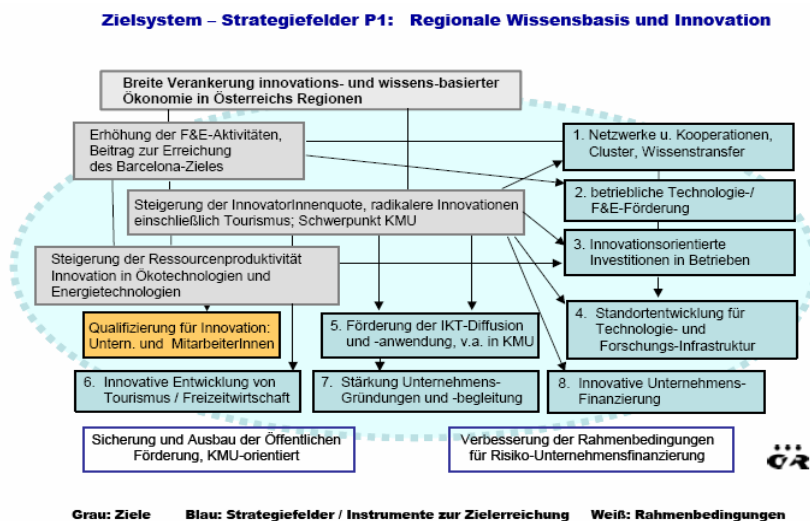 Zielsystem – Strategiefelder P1: Regionale Wissensbasis und Innovation
Breite Verankerung innovations- und wissens-basierter
Ökonomie in Österreichs Regionen
Erhöhung der F&E-Aktivitäten,
Beitrag zur Erreichung
des Barcelona-Zieles
1. Netzwerke u. Kooperationen,
Cluster, Wissenstransfer
2. betriebliche Technologie-/
F&E-Förderung
Steigerung der InnovatorInnenquote, radikalere Innovationen
einschließlich Tourismus; Schwerpunkt KMU
3. Innovationsorientierte
Investitionen in Betrieben
Steigerung der Ressourcenproduktivität
Innovation in Ökotechnologien und
Energietechnologien
4. Standortentwicklung für
Technologie- und
Forschungs-Infrastruktur
Qualifizierung für Innovation:
Untern. und MitarbeiterInnen
5. Förderung der IKT-Diffusion
und -anwendung, v.a. in KMU
6. Innovative Entwicklung von
Tourismus / Freizeitwirtschaft
7. Stärkung Unternehmens-
Gründungen und -begleitung
8. Innovative Unternehmens-
Finanzierung
Sicherung und Ausbau der Öffentlichen
Förderung, KMU-orientiert
Verbesserung der Rahmenbedingungen
für Risiko-Unternehmensfinanzierung
Grau: Ziele Blau: Strategiefelder / Instrumente zur Zielerreichung Weiß: Rahmenbedingungen